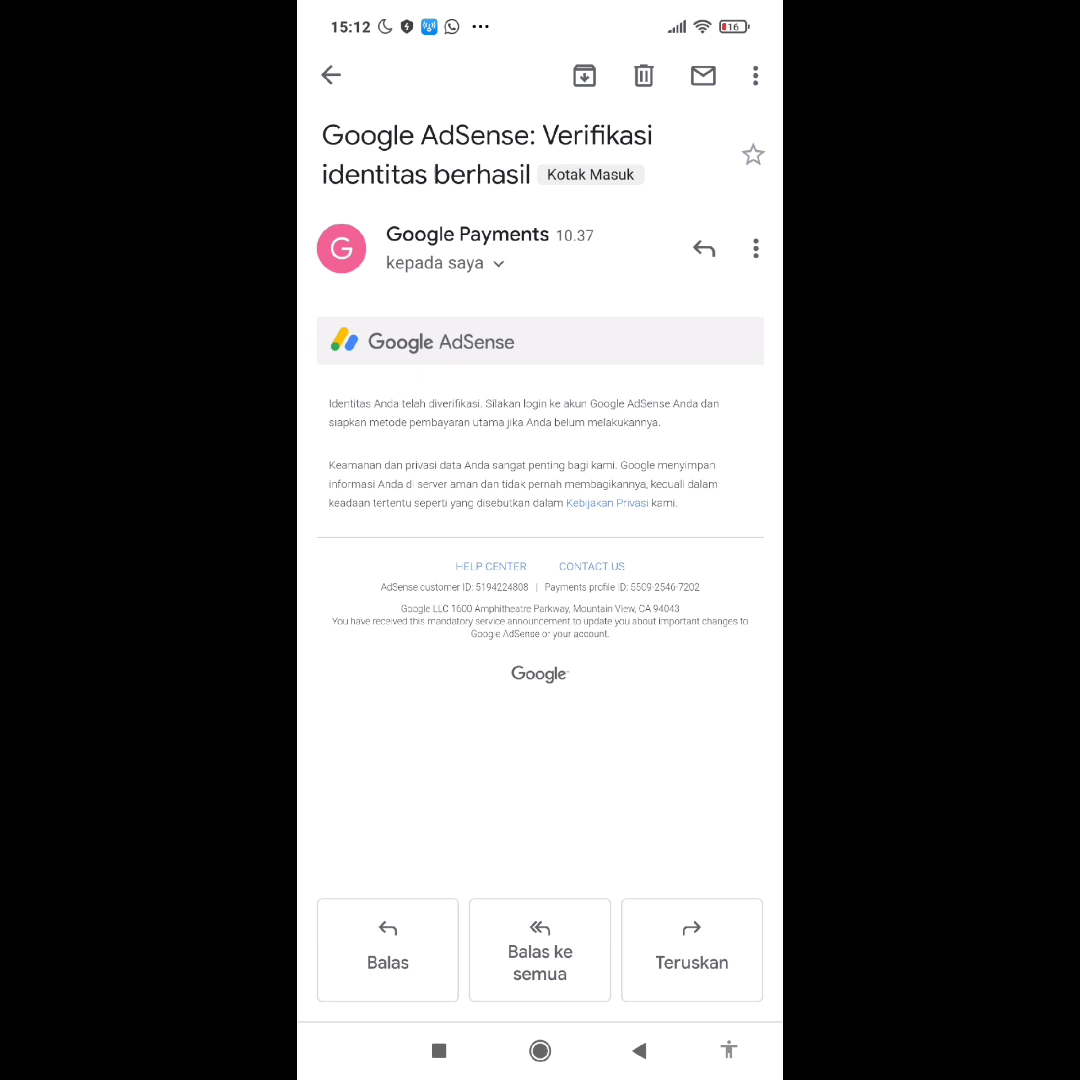 15:12
16
Google AdSense: Verifikasi
identitas berhasil Kotak Masuk
G
Google Payments 10.37
kepada saya
Google AdSense
Identitas Anda telah diverifikasi. Silakan login ke akun Google AdSense Anda dan
siapkan metode pembayaran utama jika Anda belum melakukannya.
Keamanan dan privasi data Anda sangat penting bagi kami. Google menyimpan
informasi Anda di server aman dan tidak pernah membagikannya, kecuali dalam
keadaan tertentu seperti yang disebutkan dalam Kebijakan Privasi kami.
HELP CENTER CONTACT US
AdSense customer ID: 5194224808 | Payments profile ID: 5509-2546-7202
Google LLC 1600 Amphitheatre Parkway, Mountain View, CA 94043
You have received this mandatory service announcement to update you about important changes to
Google AdSense or your account.
Google
Balas
Balas ke
semua
Teruskan